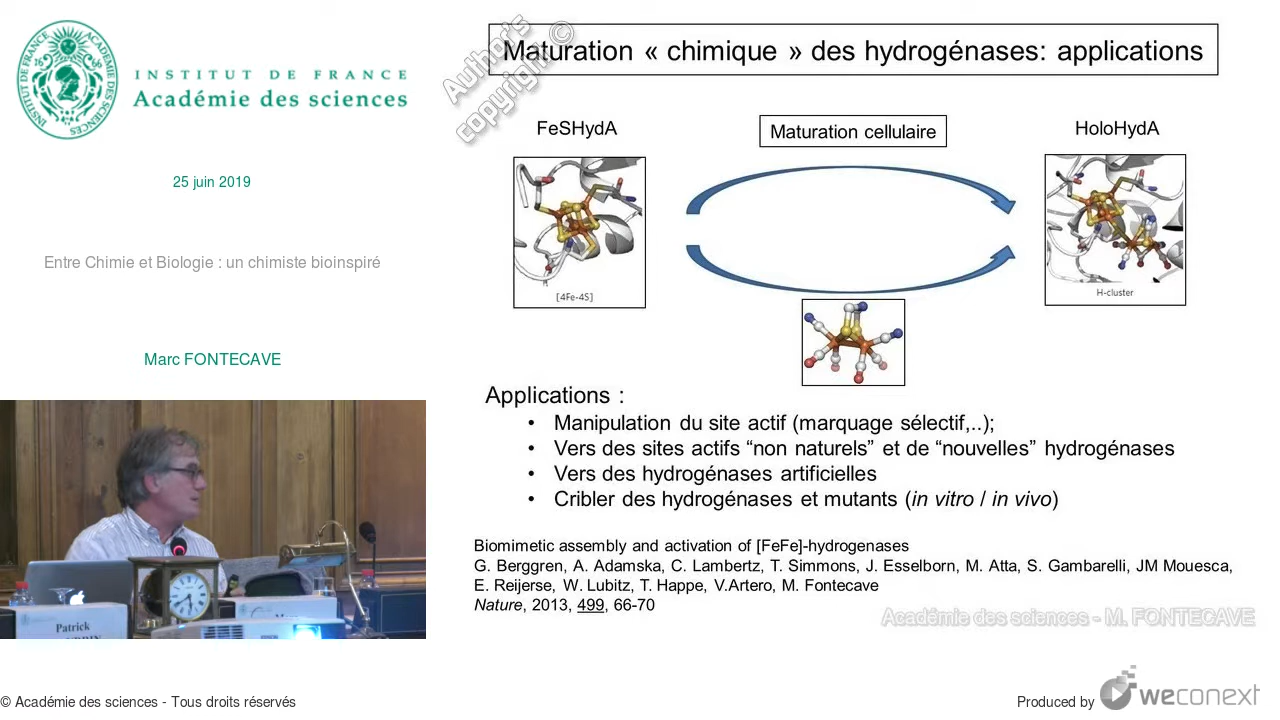 INSTITUT DE FRANCE
Académie des sciences
25 juin 2019
Entre Chimie et Biologie : un chimiste bioinspiré
Marc FONTECAVE
Patrick
Author's
copyright ©
Maturation « chimique » des hydrogénases: applications
FeSHydA
Maturation cellulaire
HoloHydA
[4Fe-4S]
H-cluster
Applications :
• Manipulation du site actif (marquage sélectif,..);
• Vers des sites actifs “non naturels” et de “nouvelles” hydrogénases
• Vers des hydrogénases artificielles
• Cribler des hydrogénases et mutants (in vitro / in vivo)
Biomimetic assembly and activation of [FeFe]-hydrogenases
G. Berggren, A. Adamska, C. Lambertz, T. Simmons, J. Esselborn, M. Atta, S. Gambarelli, JM Mouesca,
E. Reijerse, W. Lubitz, T. Happe, V.Artero, M. Fontecave
Nature, 2013, 499, 66-70
Académie des sciences - M. FONTECAVE
© Académie des sciences - Tous droits réservés
Produced by weconext